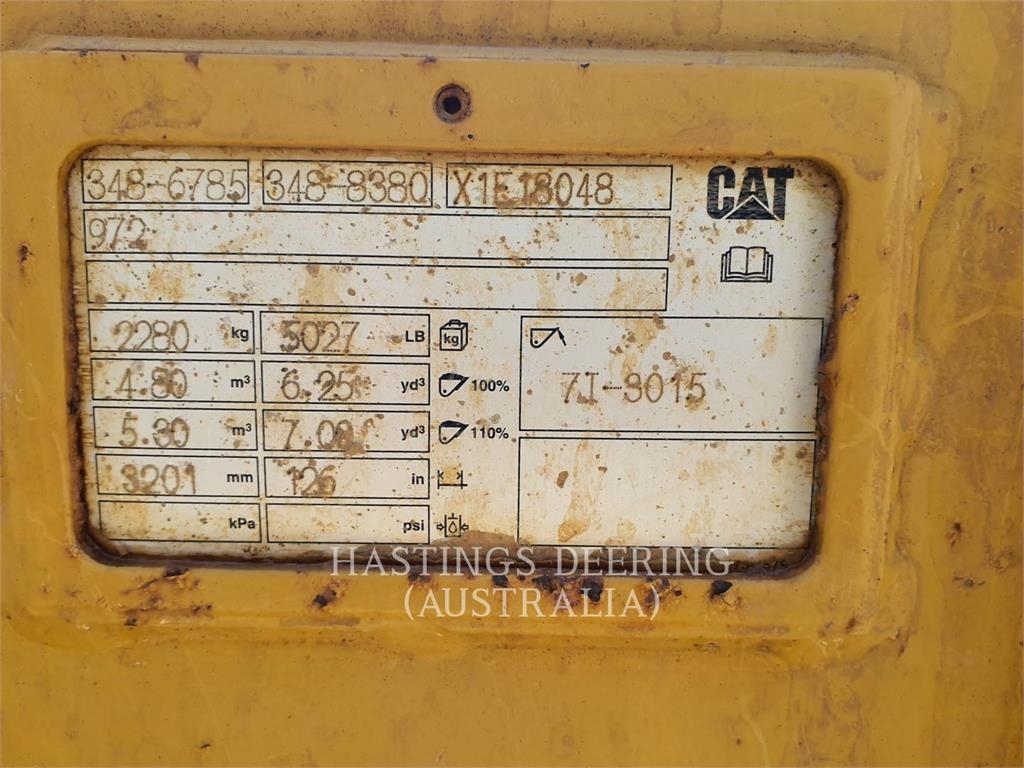 348-6785 348-8380 X1E18048 CAT
972
2280 kg 5027 LB kg
4.80 m³ 6.25 yd³ 100% 7I-3015
5.30 m³ 7.00 yd³ 110%
3201 mm 126 in
kPa psi
HASTINGS DEERING
(AUSTRALIA)